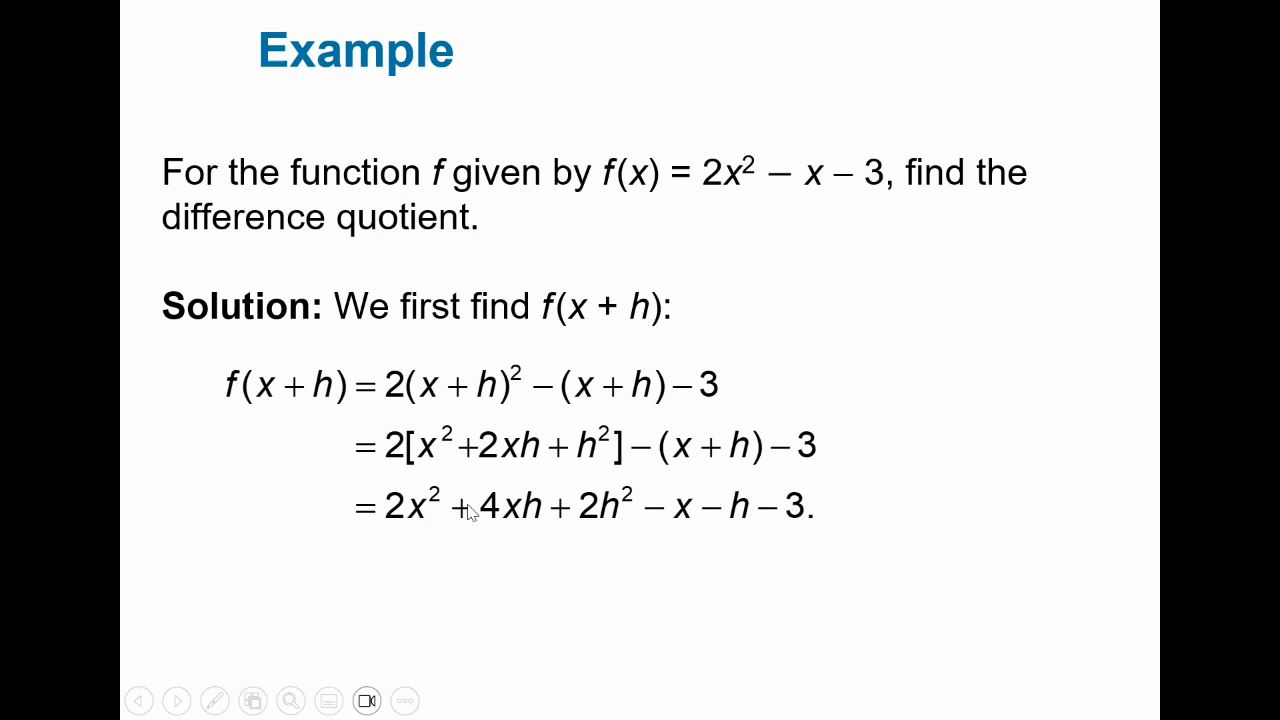 Example
For the function f given by f(x) = 2x² − x – 3, find the
difference quotient.
Solution: We first find f(x + h):
f(x + h) = 2(x + h)² − (x + h) − 3
= 2[x² +2xh + h²] − (x + h) − 3
= 2x² + 4xh + 2h² − x − h − 3.